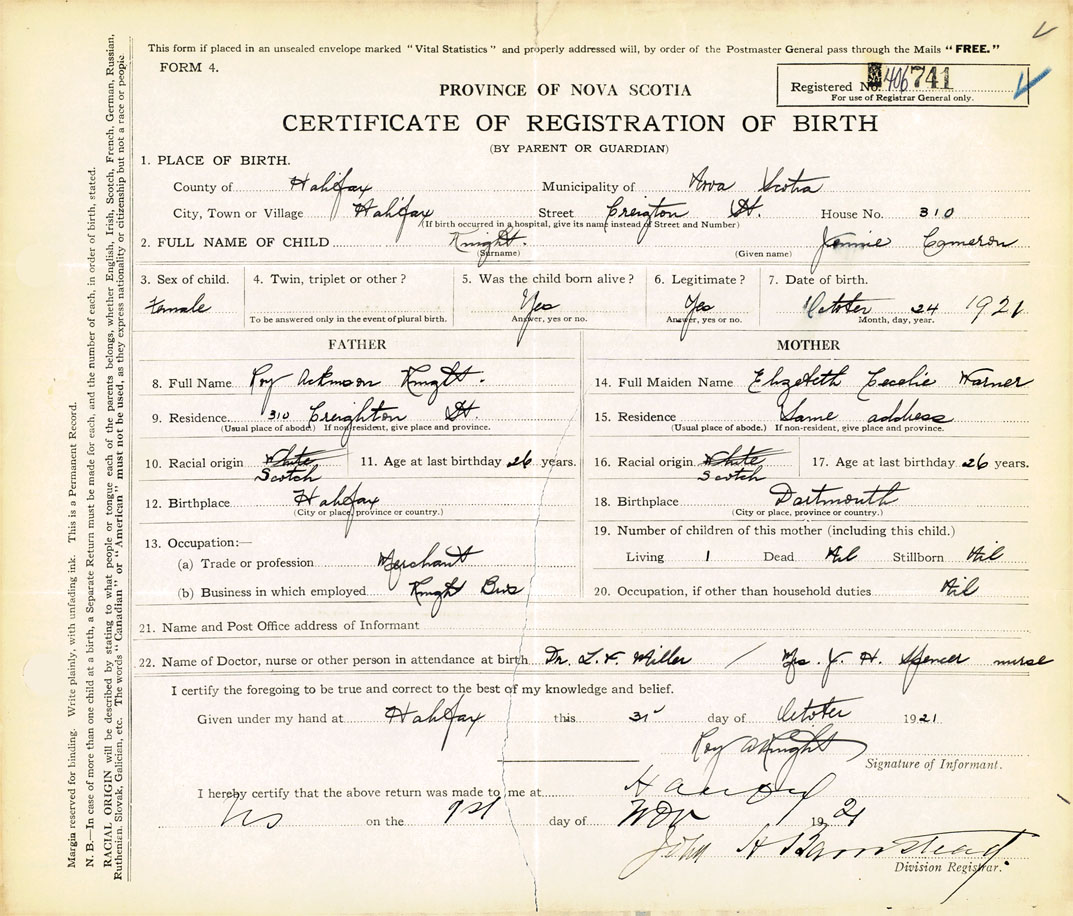 This form if placed in an unsealed envelope marked "Vital Statistics" and properly addressed will, by order of the Postmaster General pass through the Mails "FREE."
FORM 4.
Registered No. 406741
For use of Registrar General only.
PROVINCE OF NOVA SCOTIA
CERTIFICATE OF REGISTRATION OF BIRTH
(BY PARENT OR GUARDIAN)
1. PLACE OF BIRTH.
County of Halifax Municipality of Nova Scotia
City, Town or Village Halifax Street Creigton St. House No. 310
(If birth occurred in a hospital, give its name instead of Street and Number)
2. FULL NAME OF CHILD Knight. Jennie Cameron
(Surname) (Given name)
3. Sex of child. 4. Twin, triplet or other? 5. Was the child born alive? 6. Legitimate? 7. Date of birth.
Female Yes Yes October 24 1921
To be answered only in the event of plural birth. Answer, yes or no. Answer, yes or no. Month, day, year.
FATHER
8. Full Name Roy Ackmson Knight.
9. Residence 310 Creighton St
(Usual place of abode.) If nonresident, give place and province.
10. Racial origin White 11. Age at last birthday 26 years.
Scotch
12. Birthplace Halifax
(City or place, province or country.)
13. Occupation:—
(a) Trade or profession Merchant
(b) Business in which employed Knight Bros
MOTHER
14. Full Maiden Name Elizabeth Cecelie Warner
15. Residence Same address
(Usual place of abode.) If non-resident, give place and province.
16. Racial origin White 17. Age at last birthday 26 years.
Scotch
18. Birthplace Dartmouth
(City or place, province or country.)
19. Number of children of this mother (including this child.)
Living 1 Dead Nil Stillborn Nil
20. Occupation, if other than household duties Nil
21. Name and Post Office address of Informant
22. Name of Doctor, nurse or other person in attendance at birth Dr. L. F. Miller / Mrs. J. H. Spencer nurse
I certify the foregoing to be true and correct to the best of my knowledge and belief.
Given under my hand at Halifax this 31 day of October 1921
Roy A Knight
Signature of Informant.
I hereby certify that the above return was made to me at
on the day of Nov 1921
John H Barnstead
Division Registrar.
Margin reserved for binding. Write plainly, with unfading ink. This is a Permanent Record.
N. B.—In case of more than one child at a birth, a Separate Return must be made for each, and the number of each, in order of birth, stated.
RACIAL ORIGIN will be described by stating to what people or tongue each of the parents belongs, whether English, Irish, Scotch, French, German, Russian,
Ruthenien, Slovak, Galician, etc. The words "Canadian" or "American" must not be used, as they express nationality or citizenship but not a race or people